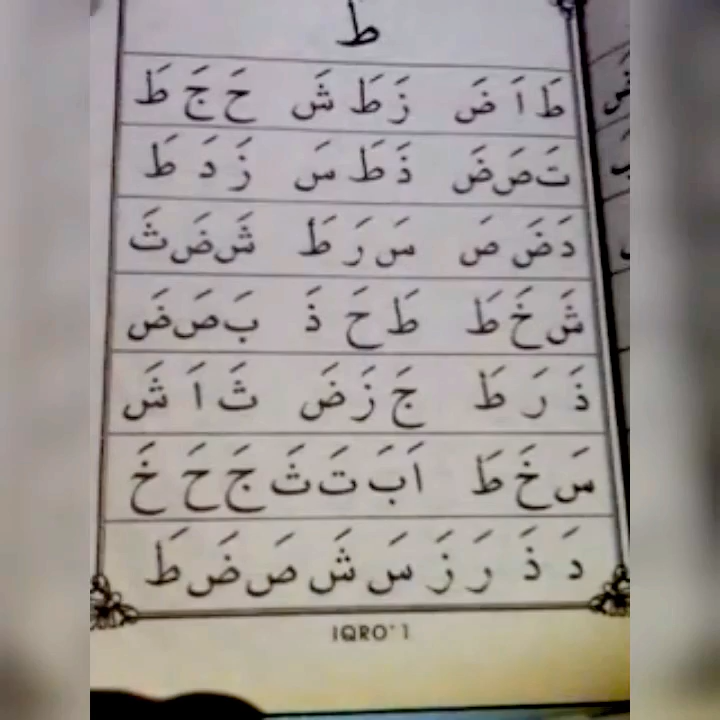 طَ
طَ اَ ضَ زَ طَ شَ حَ جَ طَ
تَ صَ ضَ ذَ طَ سَ زَ دَ طَ
دَ ضَ صَ سَ رَ طَ شَ ضَ ثَ
شَ خَ طَ طَ حَ ذَ بَ صَ ضَ
ذَ رَ طَ جَ زَ ضَ ثَ اَ شَ
سَ خَ طَ اَ بَ تَ ثَ جَ حَ خَ
دَ ذَ رَ زَ سَ شَ صَ ضَ طَ
IQRO' 1